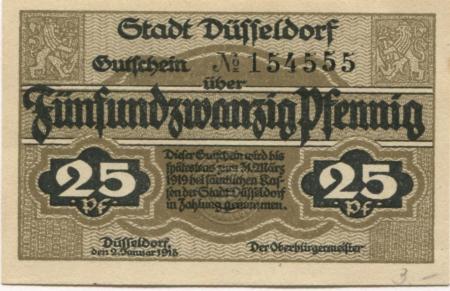 Stadt Düsseldorf
Gutschein № 154555
über
Fünfundzwanzig Pfennig
Dieser Gutschein wird bis
spätestens zum 31. März
1919 bei sämtlichen Kas-
sen der Stadt Düsseldorf
in Zahlung genommen.
25 Pf.
25 Pf.
Düsseldorf,
den 2. Januar 1918
Der Oberbürgermeister
3.-